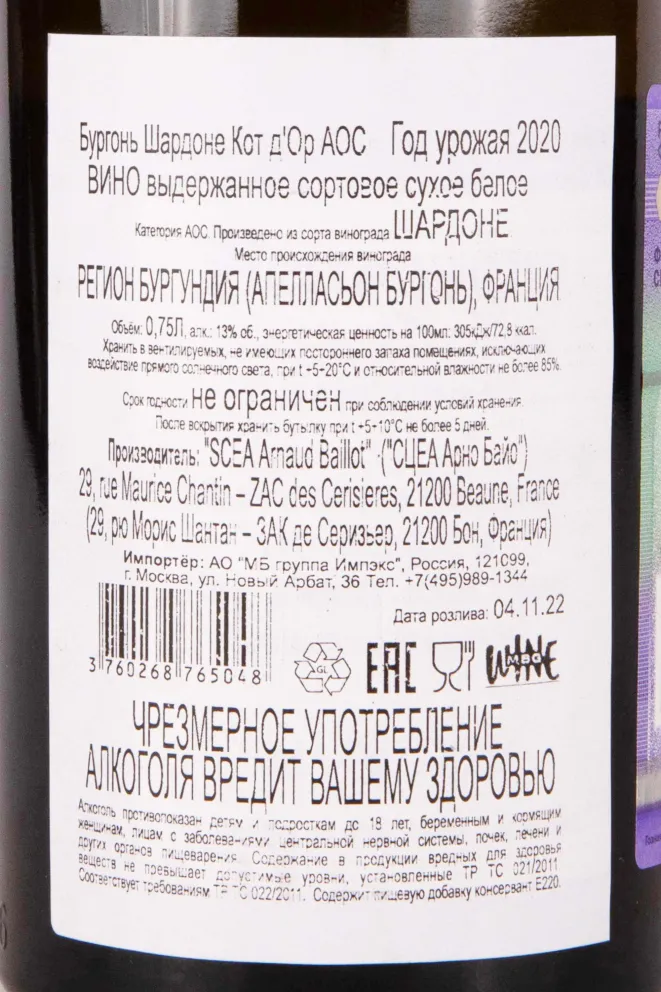 Бургонь Шардоне Кот д'Ор АОС Год урожая 2020
ВИНО выдержанное сортовое сухое белое
Категория АОС. Произведено из сорта винограда ШАРДОНЕ
Место происхождения винограда
РЕГИОН БУРГУНДИЯ (АПЕЛЛАСЬОН БУРГОНЬ), ФРАНЦИЯ
Объём: 0,75Л, алк.: 13% об., энергетическая ценность на 100мл: 305кДж/72,8 ккал.
Хранить в вентилируемых, не имеющих постороннего запаха помещениях, исключающих
воздействие прямого солнечного света, при t +5+20°С и относительной влажности не более 85%.
Срок годности не ограничен при соблюдении условий хранения.
После вскрытия хранить бутылку при t +5+10°С не более 5 дней.
Производитель: "SCEA Arnaud Baillot" ("СЦЕА Арно Байо")
29, rue Maurice Chantin – ZAC des Cerisieres, 21200 Beaune, France
(29, рю Морис Шантан – ЗАК де Серизьер, 21200 Бон, Франция)
Импортёр: АО "МБ группа Импэкс", Россия, 121099,
г. Москва, ул. Новый Арбат, 36 Тел. +7(495)989-1344
Дата розлива: 04.11.22
3 760268 765048
GL
EAC
WINE
МБG
ЧРЕЗМЕРНОЕ УПОТРЕБЛЕНИЕ
АЛКОГОЛЯ ВРЕДИТ ВАШЕМУ ЗДОРОВЬЮ
Алкоголь противопоказан детям и подросткам до 18 лет, беременным и кормящим
женщинам, лицам с заболеваниями центральной нервной системы, почек, печени и
других органов пищеварения. Содержание в продукции вредных для здоровья
веществ не превышает допустимые уровни, установленные ТР ТС 021/2011.
Соответствует требованиям ТР ТС 022/2011. Содержит пищевую добавку консервант Е220.